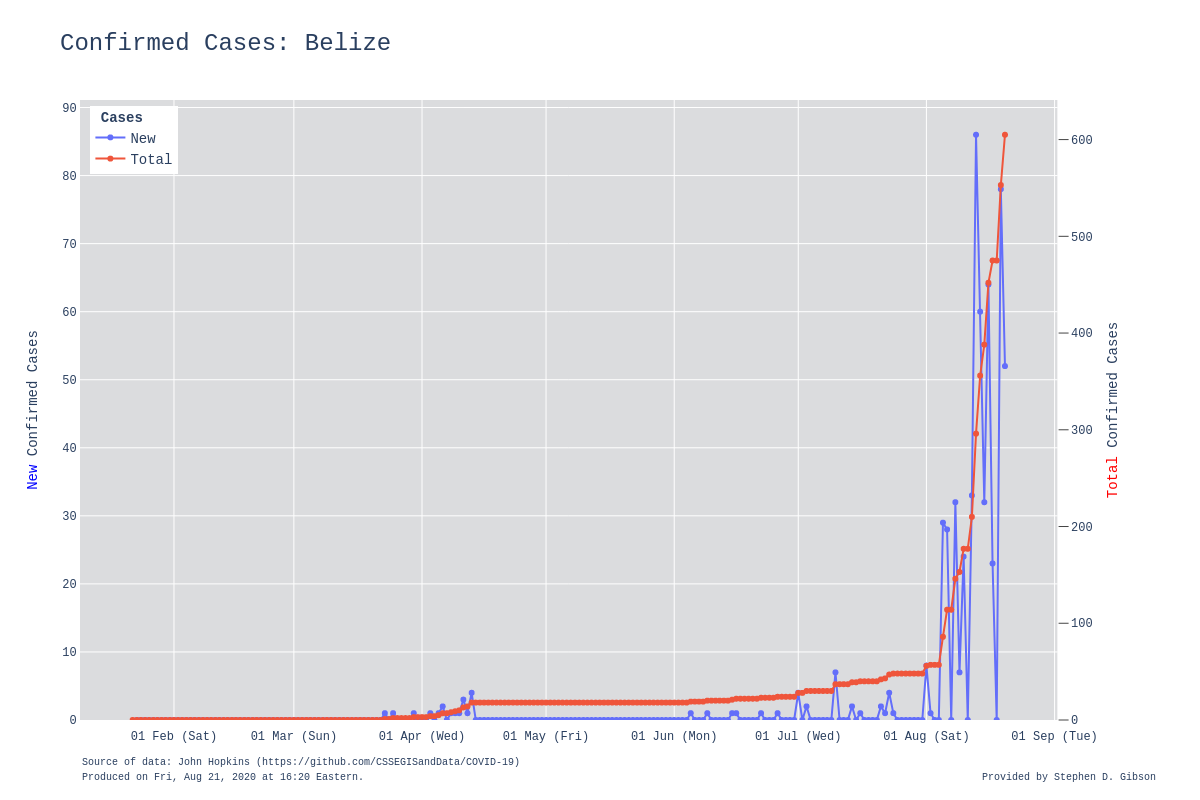 Confirmed Cases: Belize
Cases
New
Total
90
80
70
60
50
40
30
20
10
0
New Confirmed Cases
600
500
400
300
200
100
0
Total Confirmed Cases
01 Feb (Sat) 01 Mar (Sun) 01 Apr (Wed) 01 May (Fri) 01 Jun (Mon) 01 Jul (Wed) 01 Aug (Sat) 01 Sep (Tue)
Source of data: John Hopkins (https://github.com/CSSEGISandData/COVID-19)
Produced on Fri, Aug 21, 2020 at 16:20 Eastern.
Provided by Stephen D. Gibson